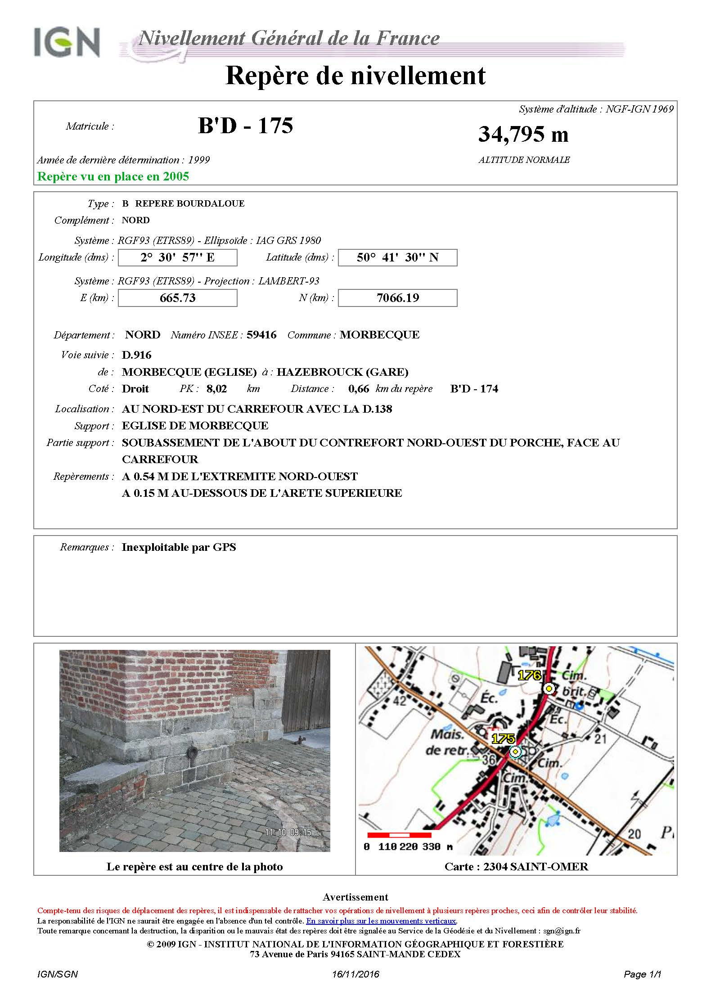 IGN
Nivellement Général de la France
Repère de nivellement
Système d'altitude : NGF-IGN 1969
Matricule : B'D - 175
34,795 m
Année de dernière détermination : 1999
ALTITUDE NORMALE
Repère vu en place en 2005
Type : B REPERE BOURDALOUE
Complément : NORD
Système : RGF93 (ETRS89) - Ellipsoïde : IAG GRS 1980
Longitude (dms) : 2° 30' 57'' E Latitude (dms) : 50° 41' 30'' N
Système : RGF93 (ETRS89) - Projection : LAMBERT-93
E (km) : 665.73 N (km) : 7066.19
Département : NORD Numéro INSEE : 59416 Commune : MORBECQUE
Voie suivie : D.916
de : MORBECQUE (EGLISE) à : HAZEBROUCK (GARE)
Coté : Droit PK : 8,02 km Distance : 0,66 km du repère B'D - 174
Localisation : AU NORD-EST DU CARREFOUR AVEC LA D.138
Support : EGLISE DE MORBECQUE
Partie support : SOUBASSEMENT DE L'ABOUT DU CONTREFORT NORD-OUEST DU PORCHE, FACE AU
CARREFOUR
Repèrements : A 0.54 M DE L'EXTREMITE NORD-OUEST
A 0.15 M AU-DESSOUS DE L'ARETE SUPERIEURE
Remarques : Inexploitable par GPS
11.10 09:15
176
Cim.
brit.
42
Éc.
Éc.
Mais.
de retr.
175
21
36
Cim.
Cim.
20
P
0 110 220 330 m
Le repère est au centre de la photo
Carte : 2304 SAINT-OMER
Avertissement
Compte-tenu des risques de déplacement des repères, il est indispensable de rattacher vos opérations de nivellement à plusieurs repères proches, ceci afin de contrôler leur stabilité.
La responsabilité de l'IGN ne saurait être engagée en l'absence d'un tel contrôle. En savoir plus sur les mouvements verticaux.
Toute remarque concernant la destruction, la disparition ou le mauvais état des repères doit être signalée au Service de la Géodésie et du Nivellement : sgn@ign.fr
© 2009 IGN - INSTITUT NATIONAL DE L'INFORMATION GÉOGRAPHIQUE ET FORESTIÈRE
73 Avenue de Paris 94165 SAINT-MANDE CEDEX
IGN/SGN 16/11/2016 Page 1/1